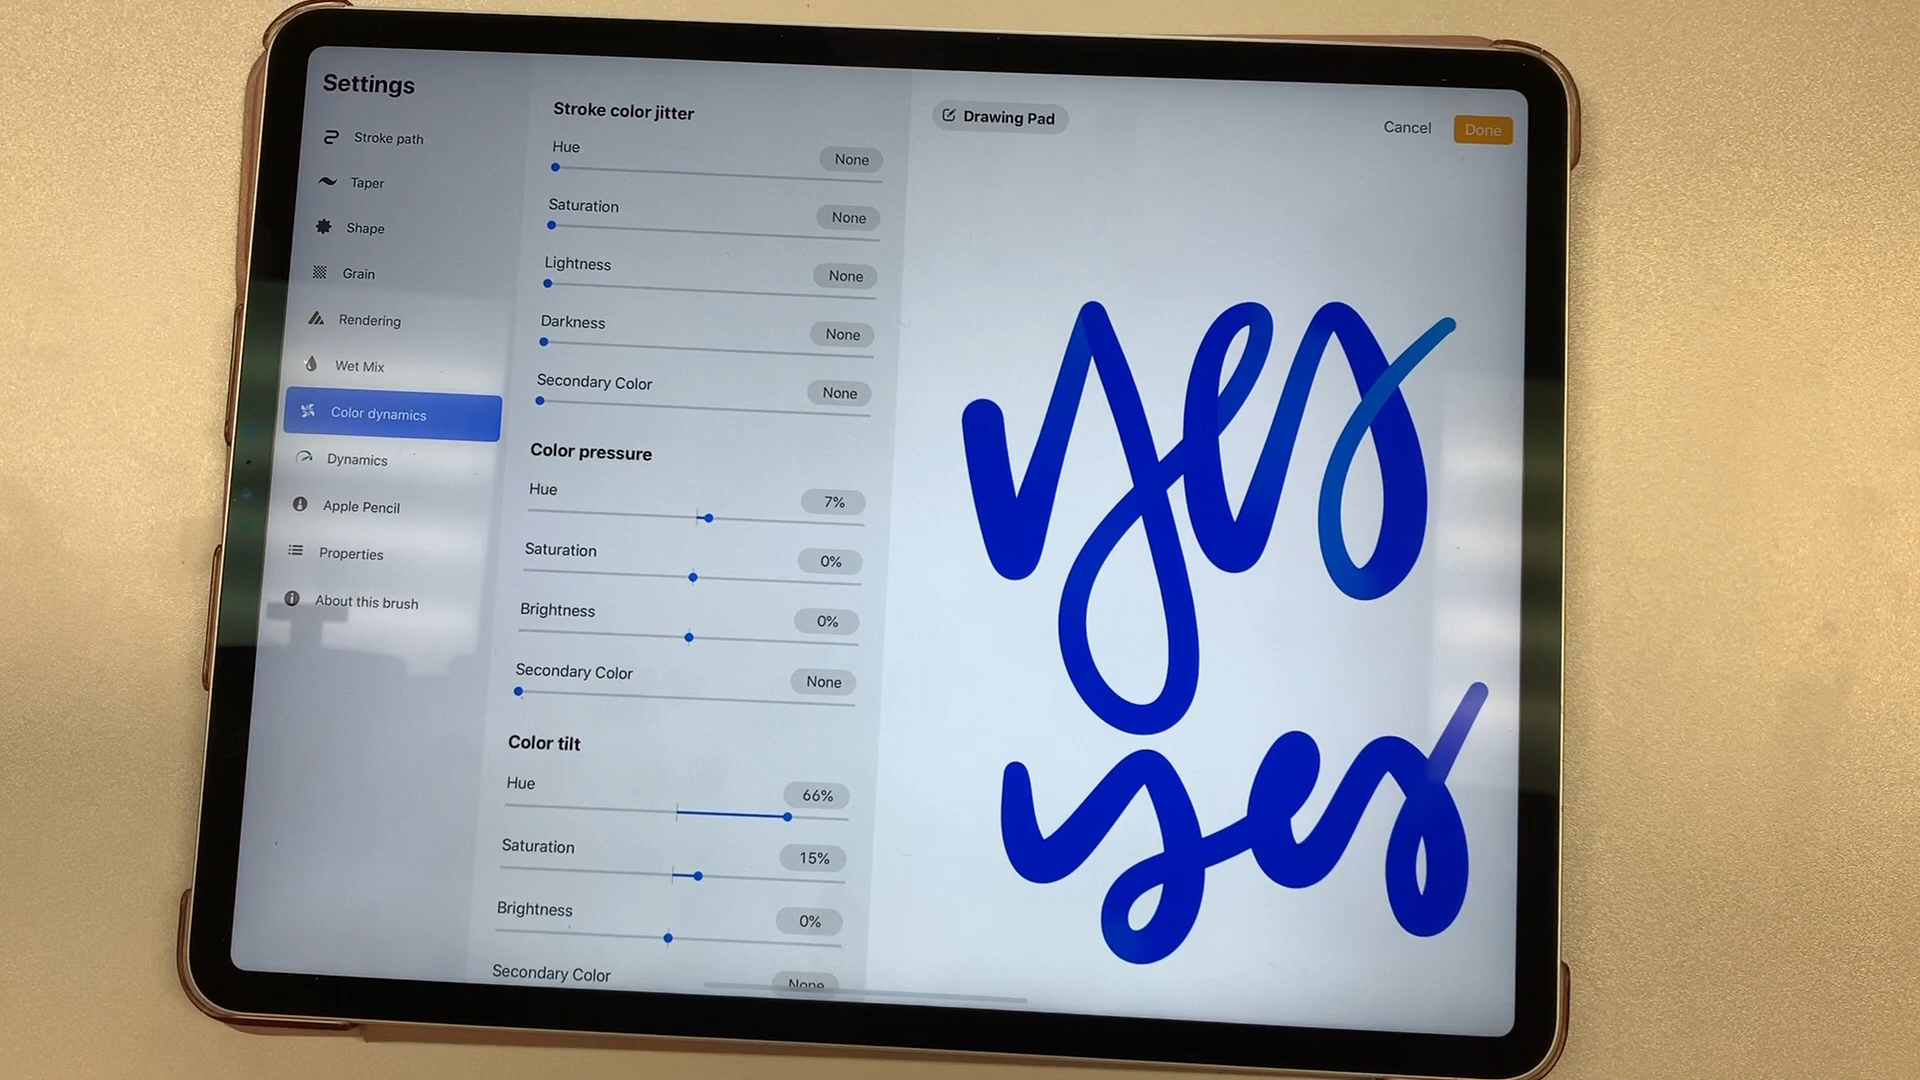 Settings
Stroke path
Taper
Shape
Grain
Rendering
Wet Mix
Color dynamics
Dynamics
Apple Pencil
Properties
About this brush
Stroke color jitter
Hue None
Saturation None
Lightness None
Darkness None
Secondary Color None
Color pressure
Hue 7%
Saturation 0%
Brightness 0%
Secondary Color None
Color tilt
Hue 66%
Saturation 15%
Brightness 0%
Secondary Color None
Drawing Pad
Cancel Done
yes
yes